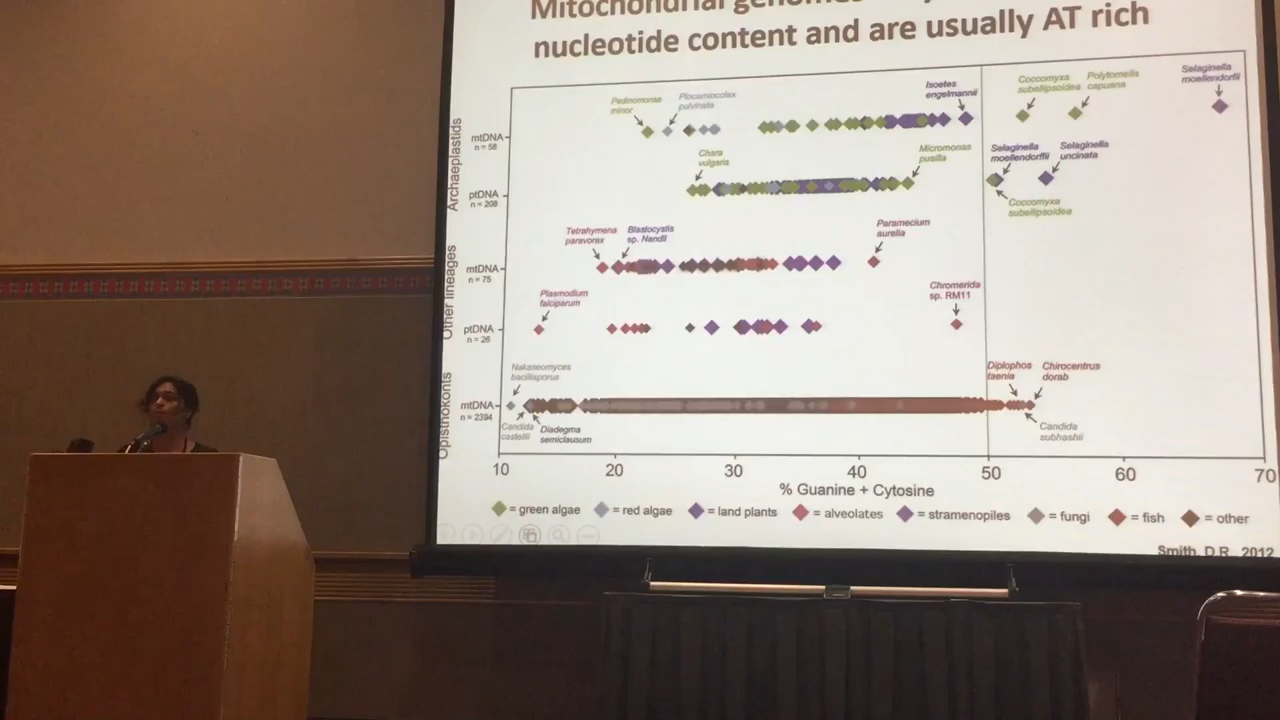 Mitochondrial genomes
nucleotide content and are usually AT rich
Archaeplastids
mtDNA
n = 58
Pedinomonas
minor
Plocamiocolax
pulvinata
Isoetes
engelmannii
Coccomyxa
subellipsoidea
Polytomella
capuana
Selaginella
moellendorfii
ptDNA
n = 208
Chara
vulgaris
Micromonas
pusilla
Selaginella
moellendorffii
Selaginella
uncinata
Coccomyxa
subellipsoidea
Other lineages
mtDNA
n = 75
Tetrahymena
paravorax
Blastocystis
sp. NandII
Paramecium
aurelia
ptDNA
n = 26
Plasmodium
falciparum
Chromerida
sp. RM11
Opisthokonts
mtDNA
n = 2394
Nakaseomyces
bacillisporus
Candida
castellii
Diadegma
semiclausum
Diplophos
taenia
Chirocentrus
dorab
Candida
subhashii
10 20 30 40 50 60 70
% Guanine + Cytosine
= green algae = red algae = land plants = alveolates = stramenopiles = fungi = fish = other
Smith, D.R., 2012